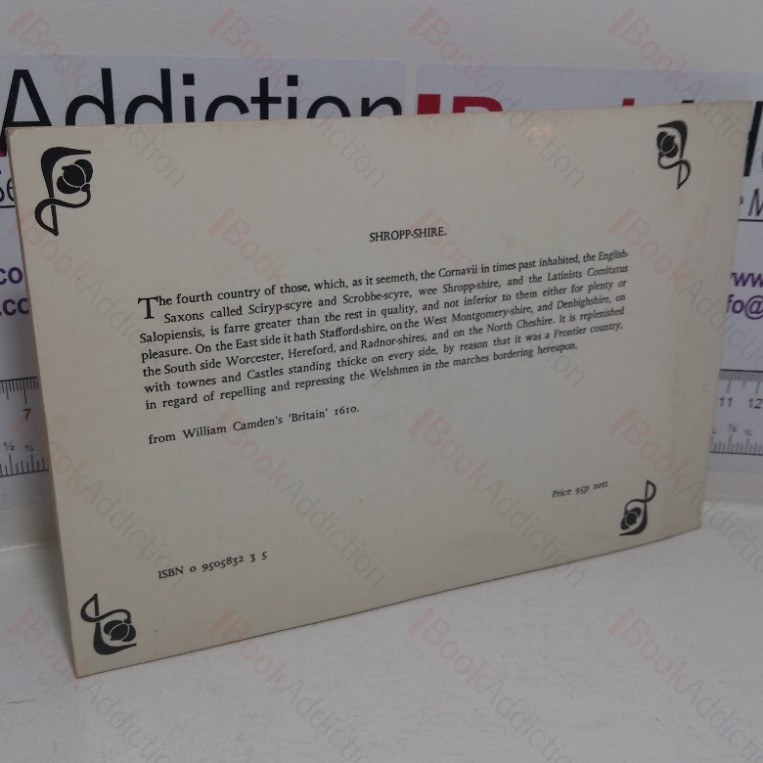 Addiction
SHROPP-SHIRE.
The fourth country of those, which, as it seemeth, the Cornavii in times past inhabited, the English-
Saxons called Sciryp-scyre and Scrobbe-scyre, wee Shropp-shire, and the Latinists Comitatus
Salopiensis, is farre greater than the rest in quality, and not inferior to them either for plenty or
pleasure. On the East side it hath Stafford-shire, on the West Montgomery-shire, and Denbighshire, on
the South side Worcester, Hereford, and Radnor-shires, and on the North Cheshire. It is replenished
with townes and Castles standing thicke on every side, by reason that it was a Frontier country,
in regard of repelling and repressing the Welshmen in the marches bordering hereupon.
from William Camden's 'Britain' 1610.
Price 95p nett
ISBN 0 9505832 3 5
7
11 12
BookAddiction